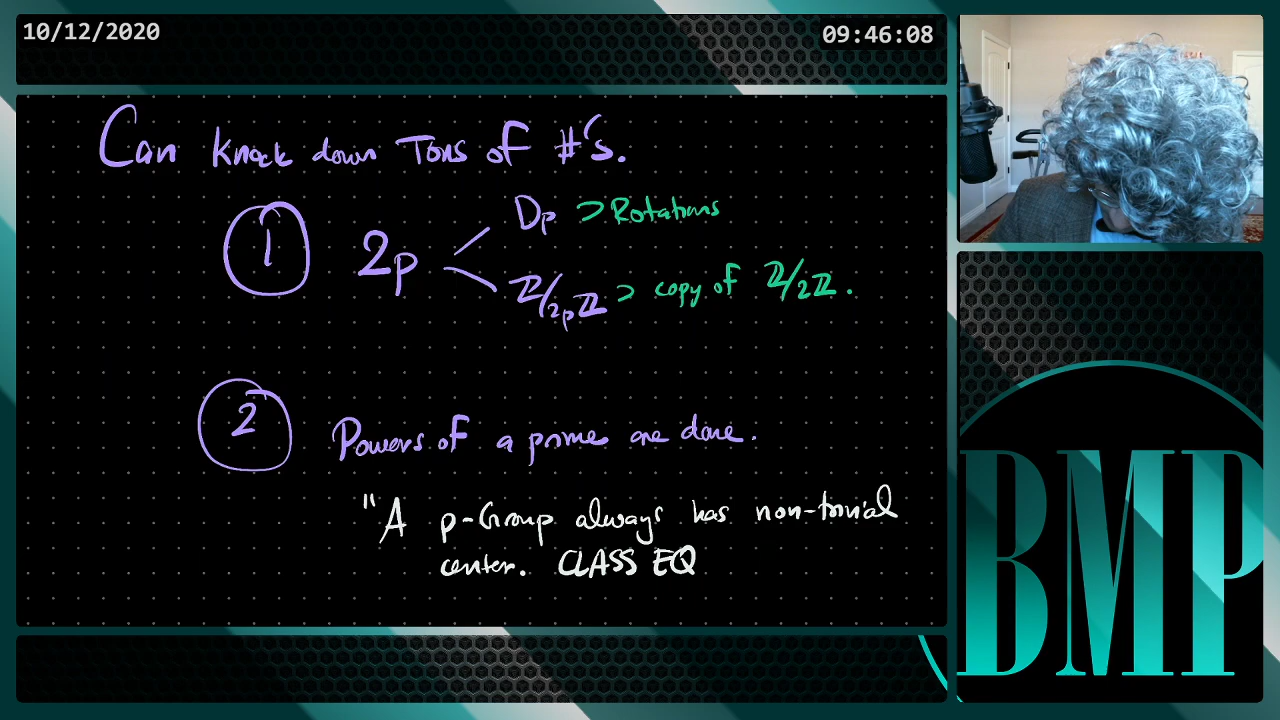 10/12/2020
09:46:08
Can knock down Tons of #'s.
1 2p < Dp > Rotations
ℤ/2pℤ > copy of ℤ/2ℤ.
2 Powers of a prime are done.
"A p-Group always has non-trivial
center. CLASS EQ
BMP